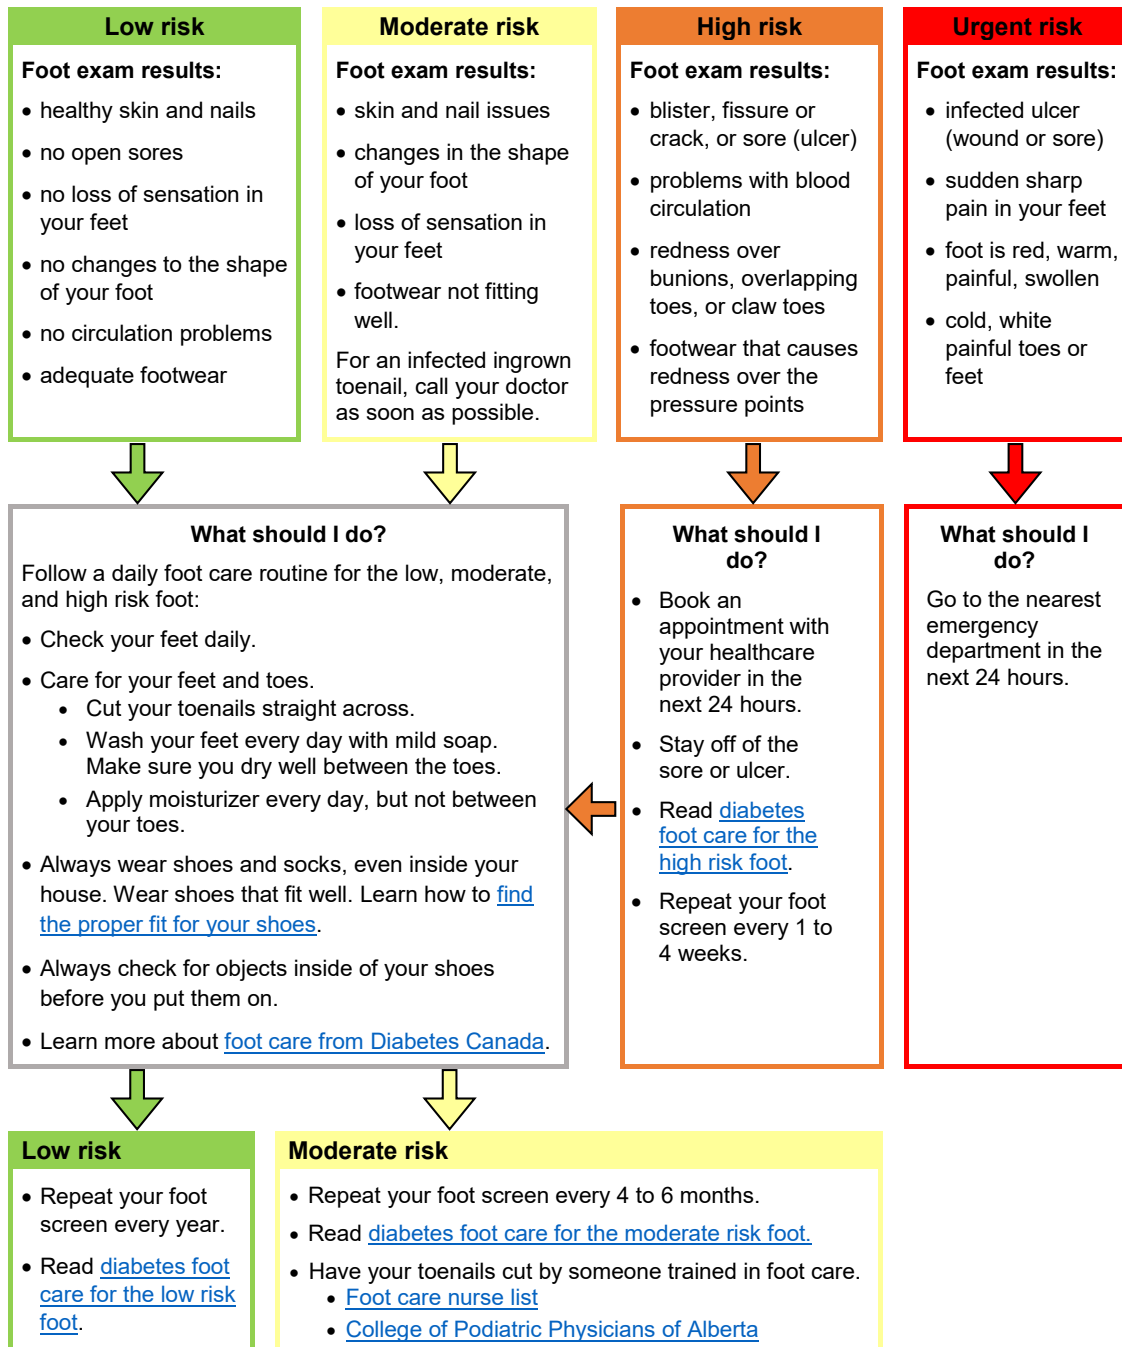 Low risk
Foot exam results:
• healthy skin and nails
• no open sores
• no loss of sensation in
your feet
• no changes to the shape
of your foot
• no circulation problems
• adequate footwear
Moderate risk
Foot exam results:
• skin and nail issues
• changes in the shape
of your foot
• loss of sensation in
your feet
• footwear not fitting
well.
For an infected ingrown
toenail, call your doctor
as soon as possible.
High risk
Foot exam results:
• blister, fissure or
crack, or sore (ulcer)
• problems with blood
circulation
• redness over
bunions, overlapping
toes, or claw toes
• footwear that causes
redness over the
pressure points
Urgent risk
Foot exam results:
• infected ulcer
(wound or sore)
• sudden sharp
pain in your feet
• foot is red, warm,
painful, swollen
• cold, white
painful toes or
feet
What should I do?
Follow a daily foot care routine for the low, moderate,
and high risk foot:
• Check your feet daily.
• Care for your feet and toes.
• Cut your toenails straight across.
• Wash your feet every day with mild soap.
Make sure you dry well between the toes.
• Apply moisturizer every day, but not between
your toes.
• Always wear shoes and socks, even inside your
house. Wear shoes that fit well. Learn how to find
the proper fit for your shoes.
• Always check for objects inside of your shoes
before you put them on.
• Learn more about foot care from Diabetes Canada.
What should I
do?
• Book an
appointment with
your healthcare
provider in the
next 24 hours.
• Stay off of the
sore or ulcer.
• Read diabetes
foot care for the
high risk foot.
• Repeat your foot
screen every 1 to
4 weeks.
What should I
do?
Go to the nearest
emergency
department in the
next 24 hours.
Low risk
• Repeat your foot
screen every year.
• Read diabetes foot
care for the low risk
foot.
Moderate risk
• Repeat your foot screen every 4 to 6 months.
• Read diabetes foot care for the moderate risk foot.
• Have your toenails cut by someone trained in foot care.
• Foot care nurse list
• College of Podiatric Physicians of Alberta